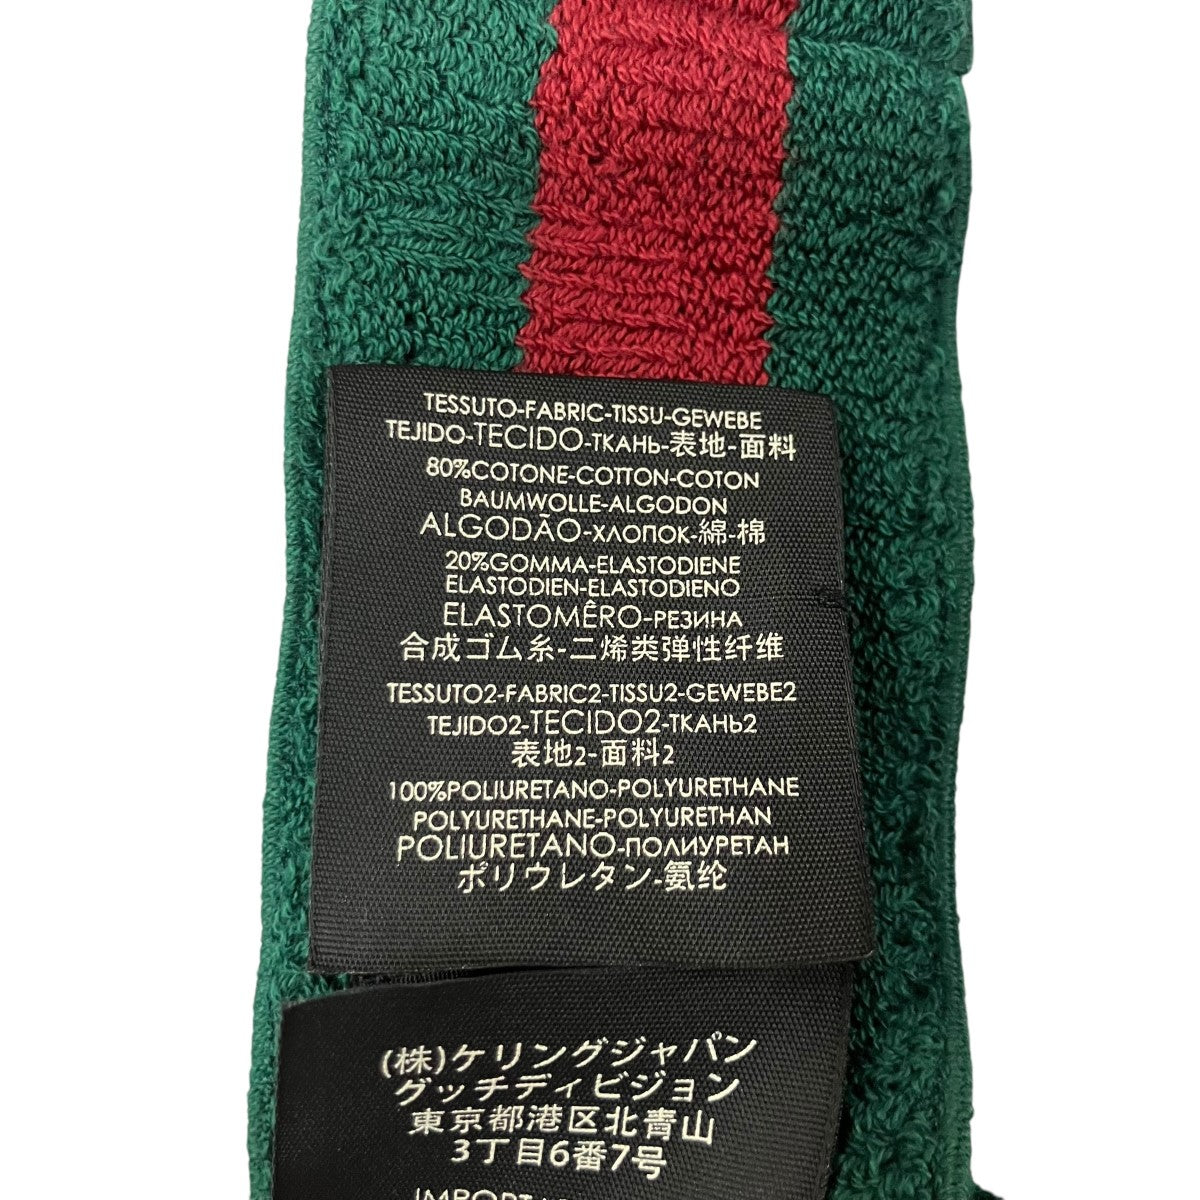 TESSUTO-FABRIC-TISSU-GEWEBE
TEJIDO-TECIDO-ТКАНЬ-表地-面料
80%COTONE-COTTON-COTON
BAUMWOLLE-ALGODON
ALGODÃO-ХЛОПОК-綿-棉
20%GOMMA-ELASTODIENE
ELASTODIEN-ELASTODIENO
ELASTOMÊRO-РЕЗИНА
合成ゴム糸-二烯类弹性纤维
TESSUTO2-FABRIC2-TISSU2-GEWEBE2
TEJIDO2-TECIDO2-ТКАНЬ2
表地2-面料2
100%POLIURETANO-POLYURETHANE
POLYURETHANE-POLYURETHAN
POLIURETANO-ПОЛИУРЕТАН
ポリウレタン-氨纶
(株)ケリングジャパン
グッチディビジョン
東京都港区北青山
3丁目6番7号